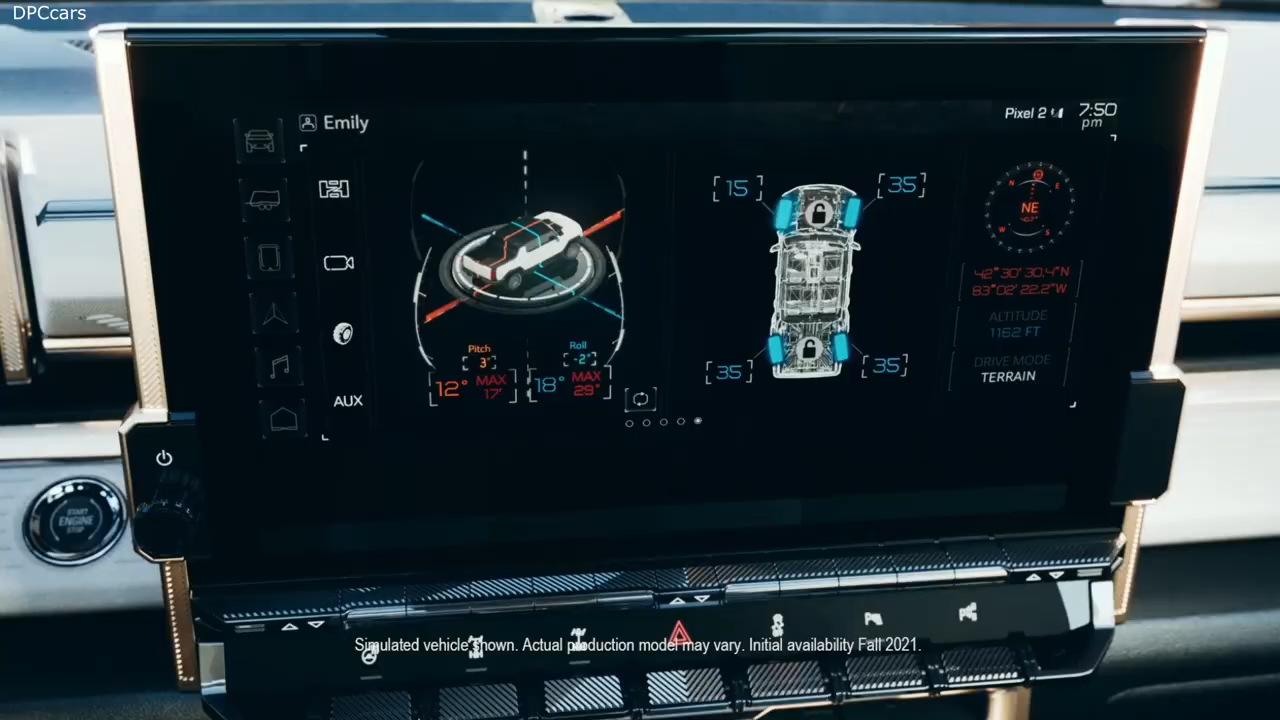 DPCcars
Emily
Pixel 2
7:50
pm
15
35
N
E
NE
W
S
42° 30' 30.4"N
83° 02' 22.2"W
ALTITUDE
1162 FT
DRIVE MODE
TERRAIN
Pitch
3°
Roll
-2°
12° MAX
17°
18° MAX
29°
35
35
AUX
START
ENGINE
STOP
Simulated vehicle shown. Actual production model may vary. Initial availability Fall 2021.